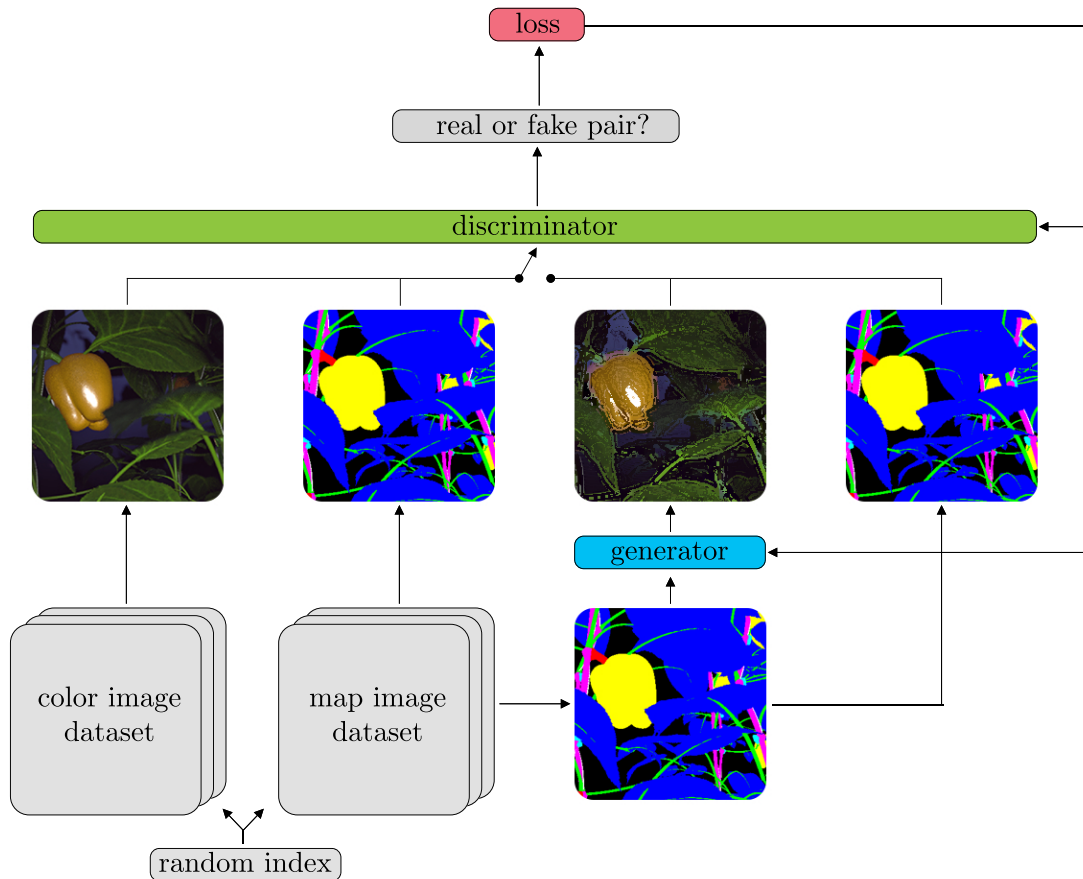 loss
real or fake pair?
discriminator
generator
color image
dataset
map image
dataset
random index